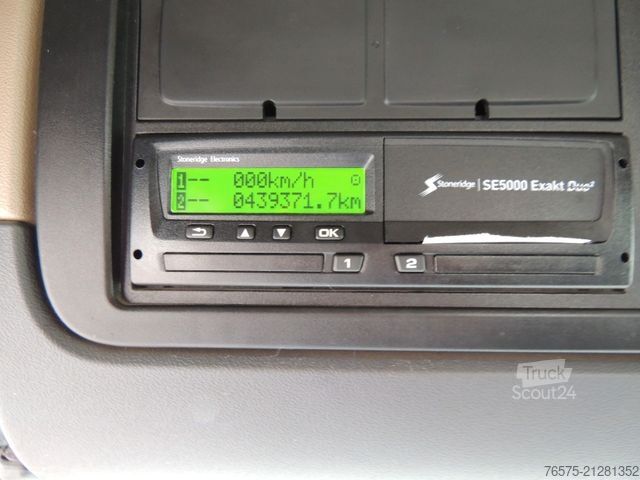 Stoneridge Electronics
1-- 000km/h
2-- 0439371.7km
Stoneridge | SE5000 Exakt Duo²
OK
1 2
Truck
Scout24
76575-21281352